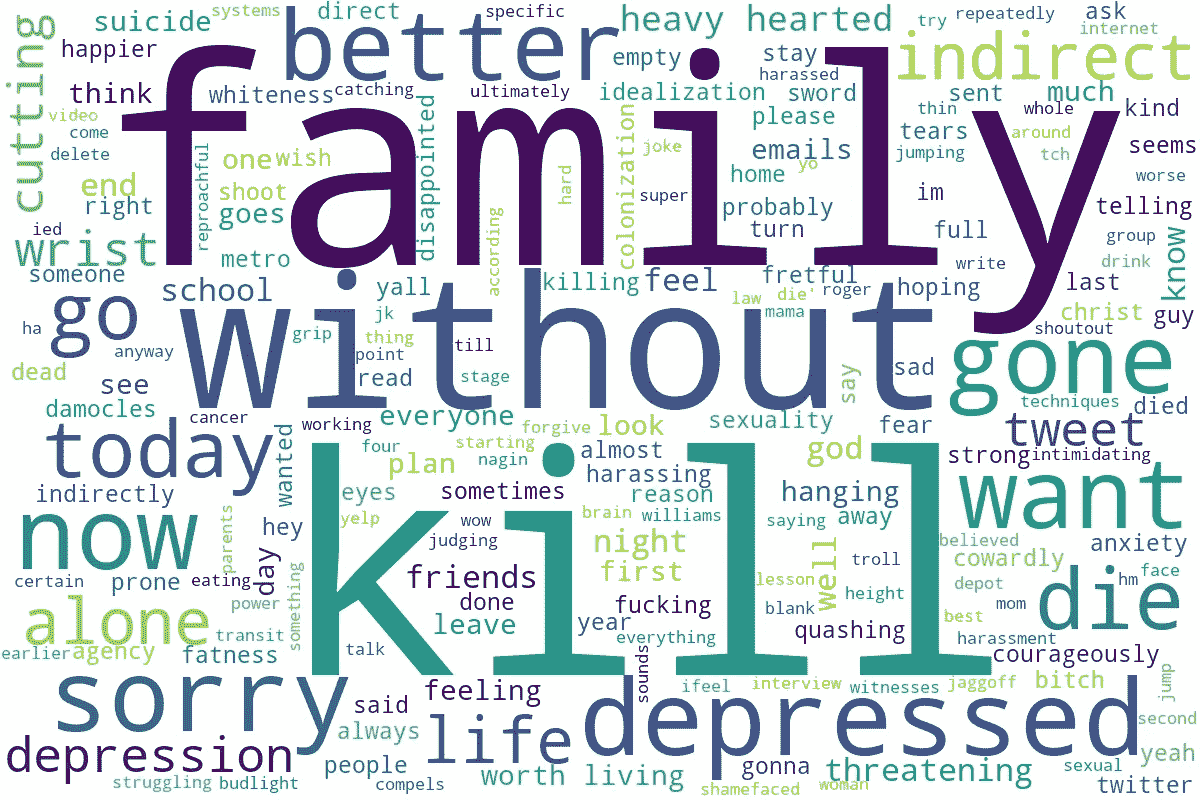 suicide
systems
direct
better
specific
heavy hearted
try
repeatedly
ask
internet
happier
cutting
think
video
come
delete
whiteness
catching
ultimately
empty
stay
harassed
idealization
sword
please
indirect
sent
much
thin
whole
kind
family
reproachful
one
wish
end
shoot
right
goes
disappointed
joke
hard
super
colonization
yo
emails
home
probably
turn
tears
jumping
around
tch
seems
worse
im
telling
ied
wrist
metro
according
someone
full
group
drink
know
write
last
go
school
yall
killing
feel
fretful
law
die'
roger
mama
hoping
christ
guy
shoutout
ha
anyway
jk
without
grip
thing
point
till
read
stage
dead
see
say
sad
gone
techniques
died
damocles
cancer
working
everyone
forgive
look
sexuality
fear
today
wanted
four
starting
plan
nagin
almost
god
tweet
strong
intimidating
indirectly
eyes
sometimes
harassing
reason
williams
hanging
want
now
hey
parents
yelp
wow
judging
brain
saying
away
night
believed
anxiety
cowardly
certain
prone
eating
day
kill
friends
first
lesson
well
troll
height
depot
hm
face
alone
power
something
done
fucking
blank
mom
die
transit
leave
year
best
earlier
agency
fatness
talk
everything
quashing
harassment
courageously
sorry
said
feeling
sounds
ifeel
interview
witnesses
jaggoff
bitch
jump
always
life
depressed
second
depression
people
worth living
gonna
threatening
sexual
yeah
struggling
budlight
compels
shamefaced
woman
twitter